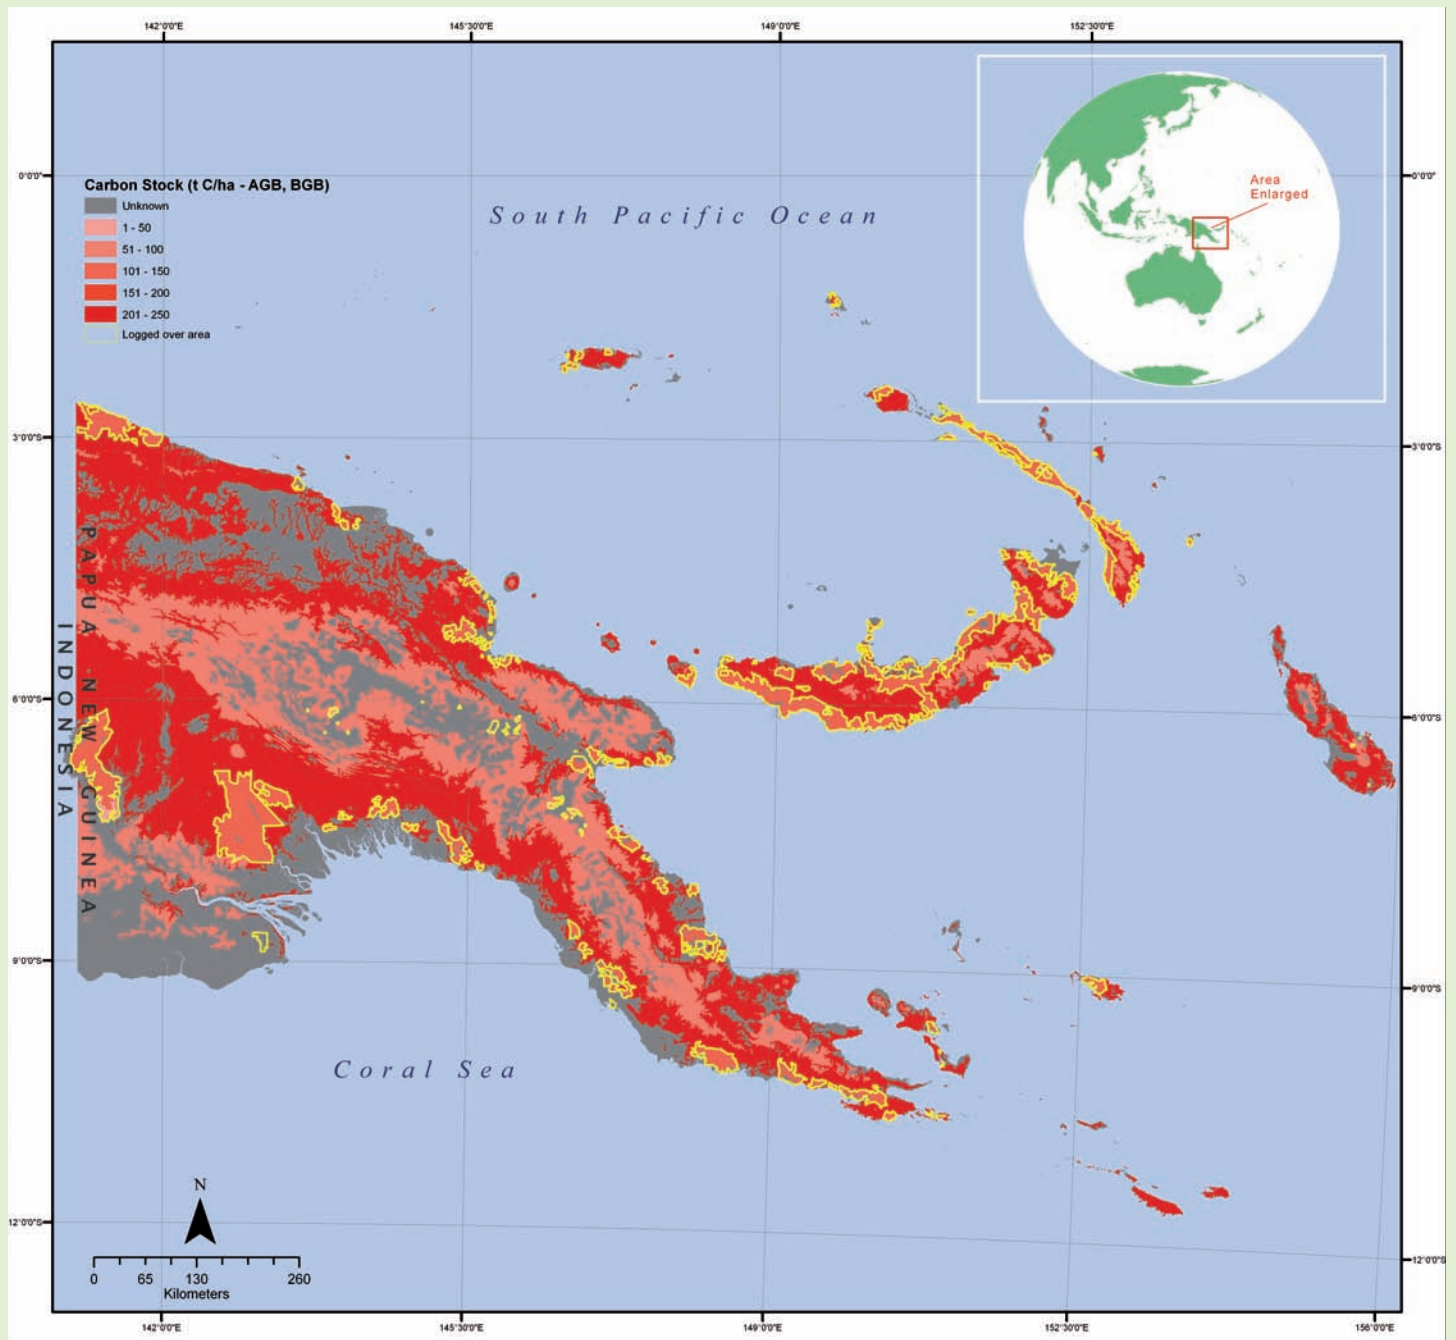 142°0'0"E 145°30'0"E 149°0'0"E 152°30'0"E
0°0'0" 0°0'0"
Carbon Stock (t C/ha - AGB, BGB)
Unknown
1 - 50
51 - 100
101 - 150
151 - 200
201 - 250
Logged over area
South Pacific Ocean
Area
Enlarged
3°0'0"S 3°0'0"S
PAPUA NEW GUINEA
INDONESIA
6°0'0"S 6°0'0"S
9°0'0"S 9°0'0"S
Coral Sea
N
12°0'0"S 12°0'0"S
0 65 130 260
Kilometers
142°0'0"E 145°30'0"E 149°0'0"E 152°30'0"E 156°0'0"E